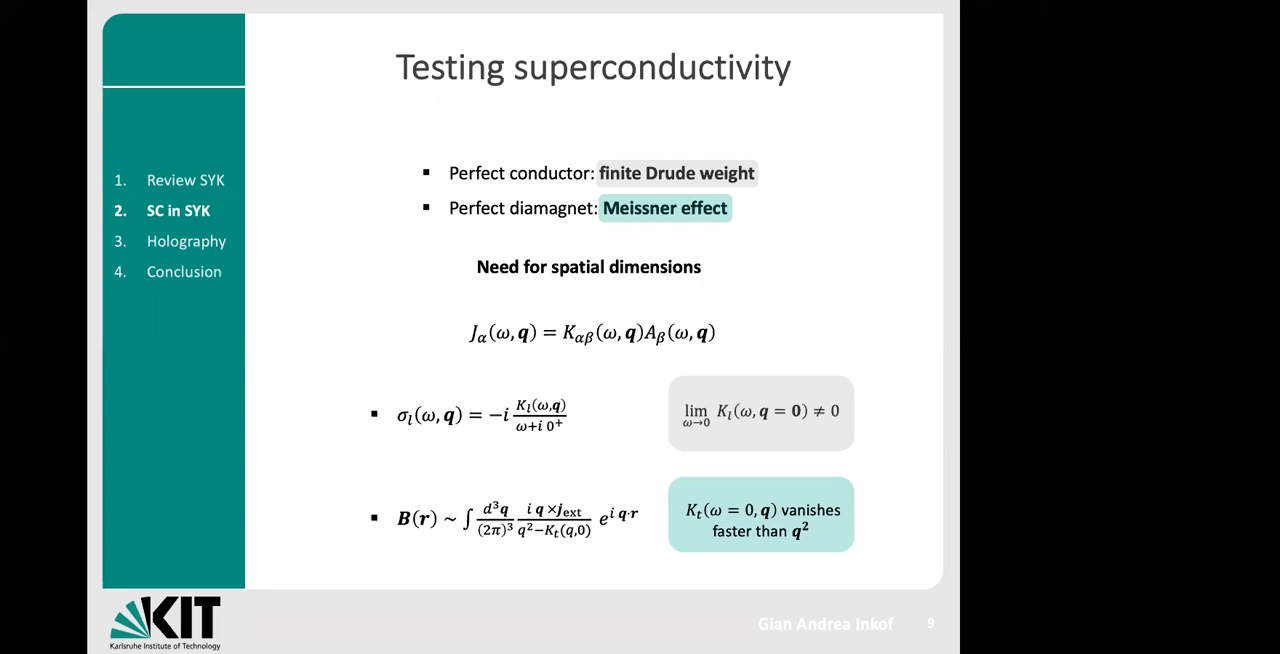 Testing superconductivity
▪ Perfect conductor: finite Drude weight
▪ Perfect diamagnet: Meissner effect
1. Review SYK
2. SC in SYK
3. Holography
4. Conclusion
Need for spatial dimensions
J_α(ω, q) = K_αβ(ω, q)A_β(ω, q)
▪ σ_l(ω, q) = −i K_l(ω,q) / ω+i 0⁺
lim_{ω→0} K_l(ω, q = 0) ≠ 0
▪ B(r) ~ ∫ d³q/(2π)³ i q ×j_ext / q²−K_t(q,0) e^{i q·r}
K_t(ω = 0, q) vanishes
faster than q²
KIT
Karlsruhe Institute of Technology
Gian Andrea Inkof
9